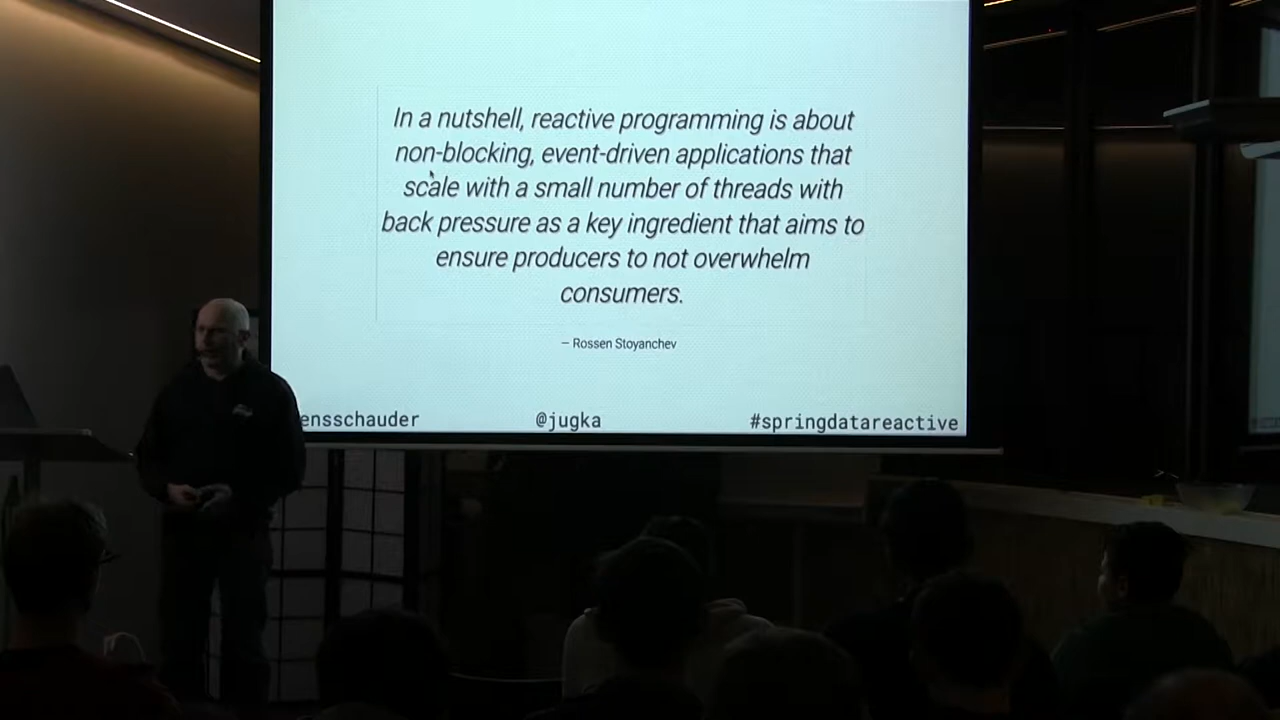 In a nutshell, reactive programming is about
non-blocking, event-driven applications that
scale with a small number of threads with
back pressure as a key ingredient that aims to
ensure producers to not overwhelm
consumers.
– Rossen Stoyanchev
ensschauder @jugka #springdatareactive